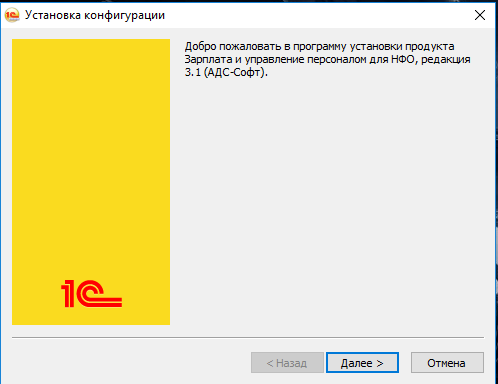 Установка конфигурации
Добро пожаловать в программу установки продукта
Зарплата и управление персоналом для НФО, редакция
3.1 (АДС-Софт).
1С
< Назад
Далее >
Отмена